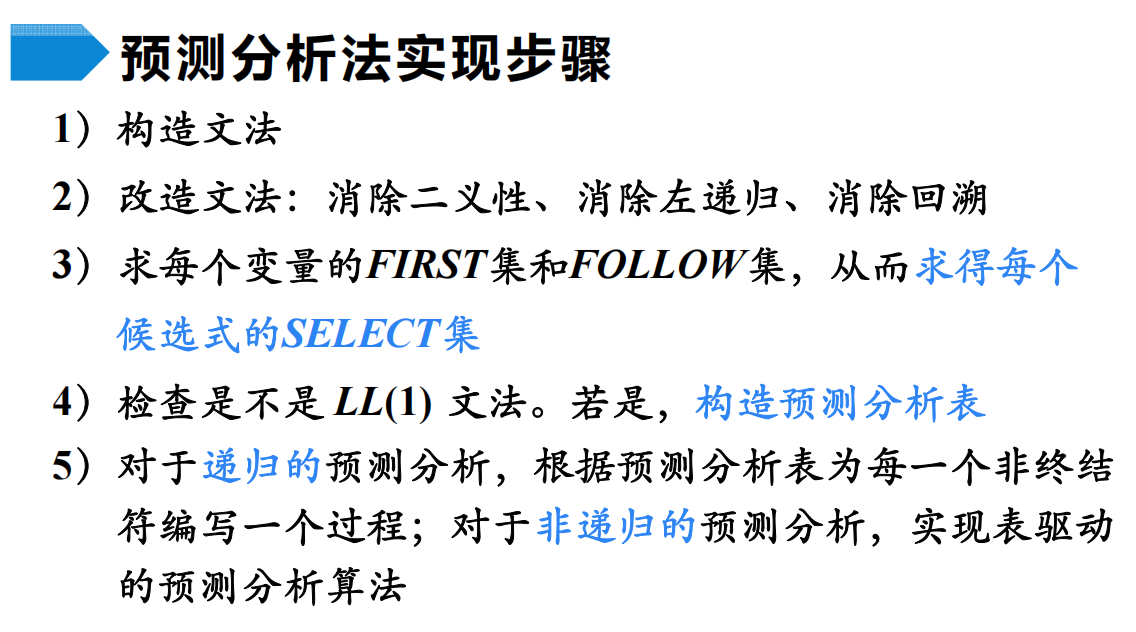 预测分析法实现步骤
1）构造文法
2）改造文法：消除二义性、消除左递归、消除回溯
3）求每个变量的FIRST集和FOLLOW集，从而求得每个
候选式的SELECT集
4）检查是不是 LL(1) 文法。若是，构造预测分析表
5）对于递归的预测分析，根据预测分析表为每一个非终结
符编写一个过程；对于非递归的预测分析，实现表驱动
的预测分析算法